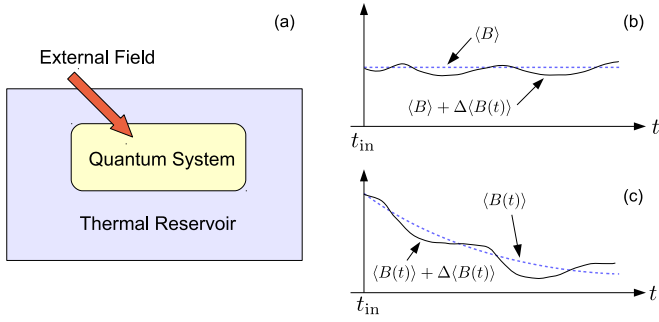 (a)
External Field
Quantum System
Thermal Reservoir
(b)
⟨B⟩
⟨B⟩ + Δ⟨B(t)⟩
t_in
t
(c)
⟨B(t)⟩
⟨B(t)⟩ + Δ⟨B(t)⟩
t_in
t